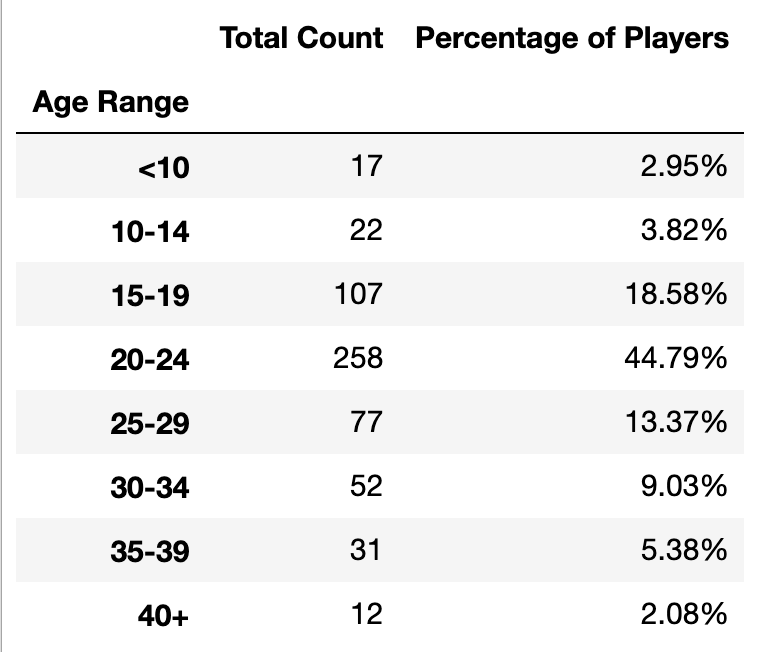 Total Count Percentage of Players
Age Range
<10 17 2.95%
10-14 22 3.82%
15-19 107 18.58%
20-24 258 44.79%
25-29 77 13.37%
30-34 52 9.03%
35-39 31 5.38%
40+ 12 2.08%